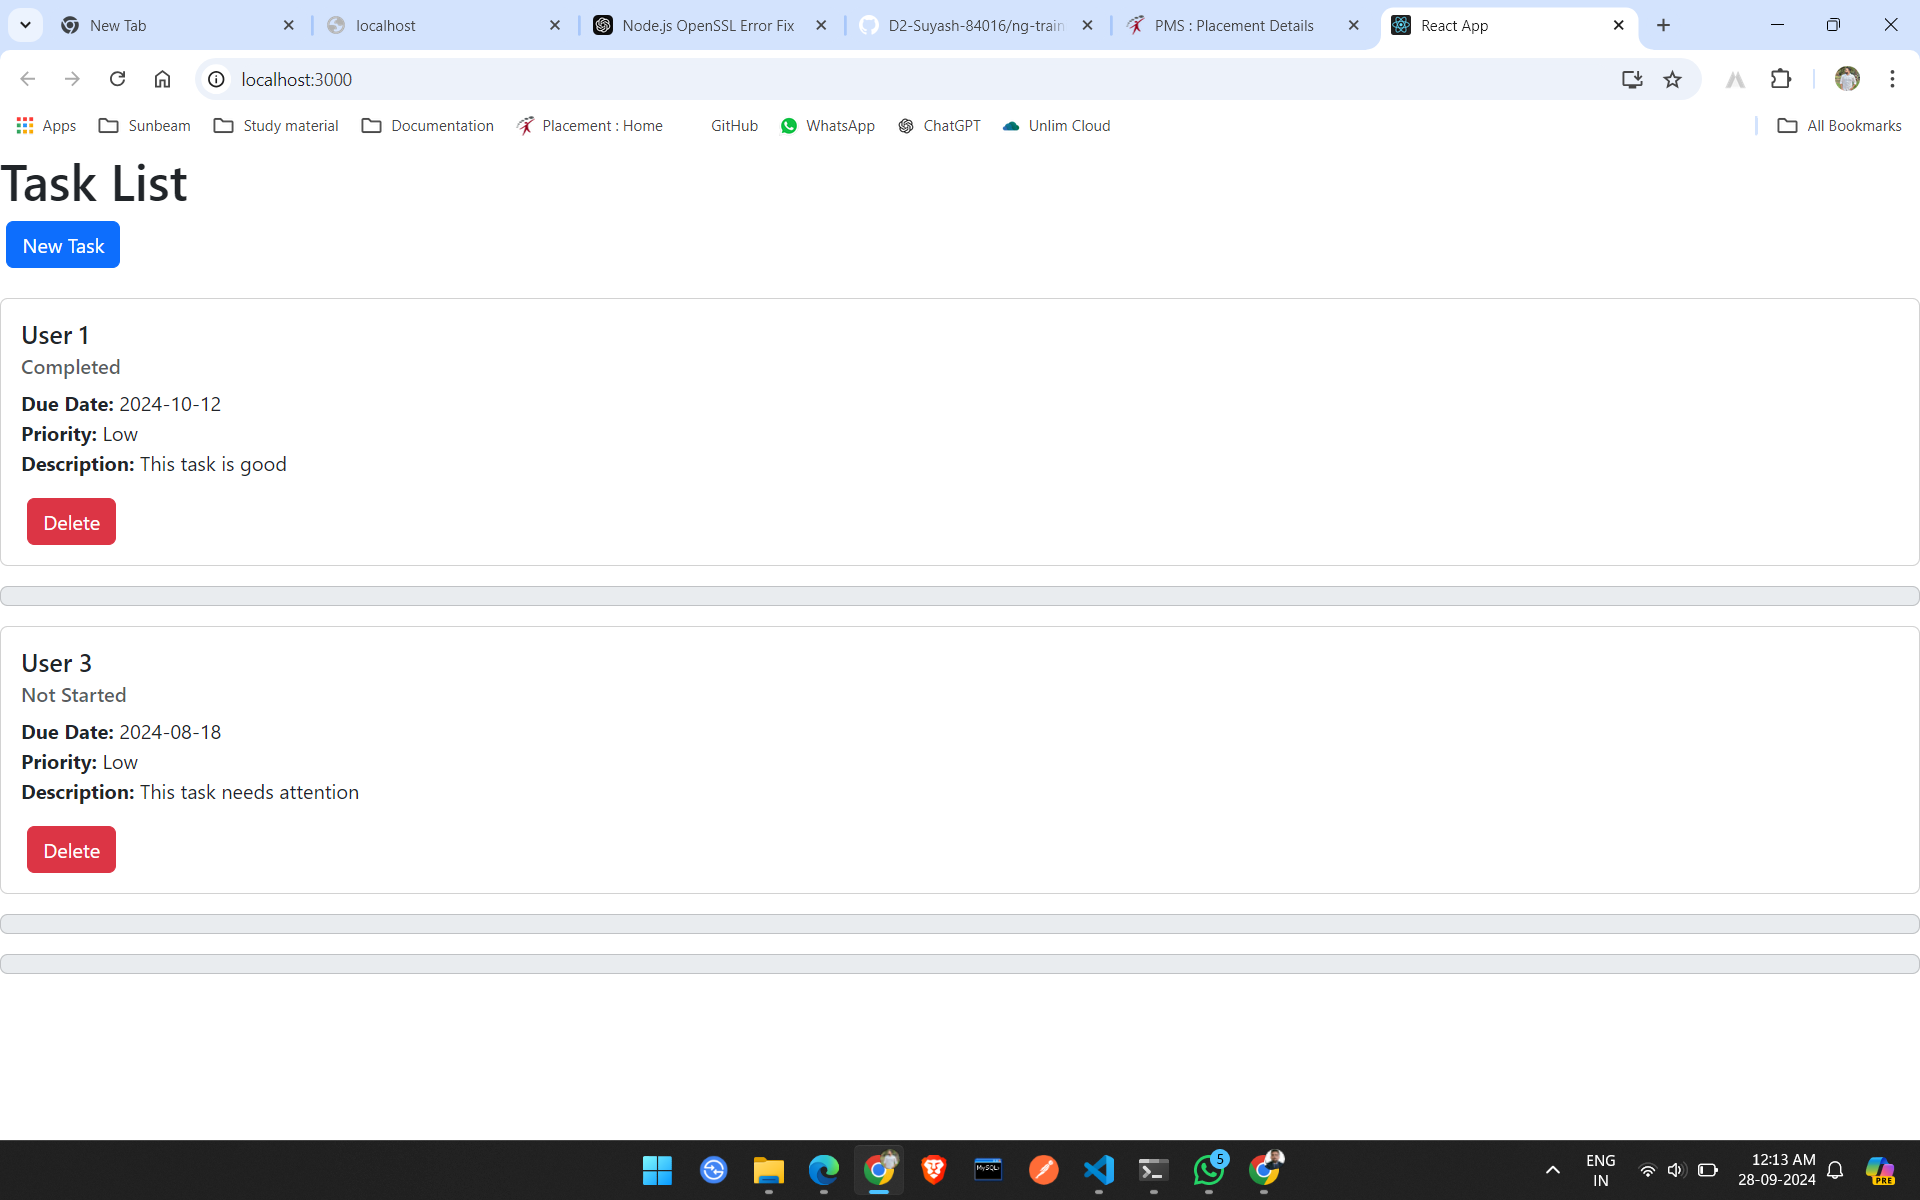 New Tab
localhost
Node.js OpenSSL Error Fix
D2-Suyash-84016/ng-train
PMS : Placement Details
React App
localhost:3000
Apps
Sunbeam
Study material
Documentation
Placement : Home
GitHub
WhatsApp
ChatGPT
Unlim Cloud
All Bookmarks
Task List
New Task
User 1
Completed
Due Date: 2024-10-12
Priority: Low
Description: This task is good
Delete
User 3
Not Started
Due Date: 2024-08-18
Priority: Low
Description: This task needs attention
Delete
MySQL
5
ENG
IN
12:13 AM
28-09-2024
PRE